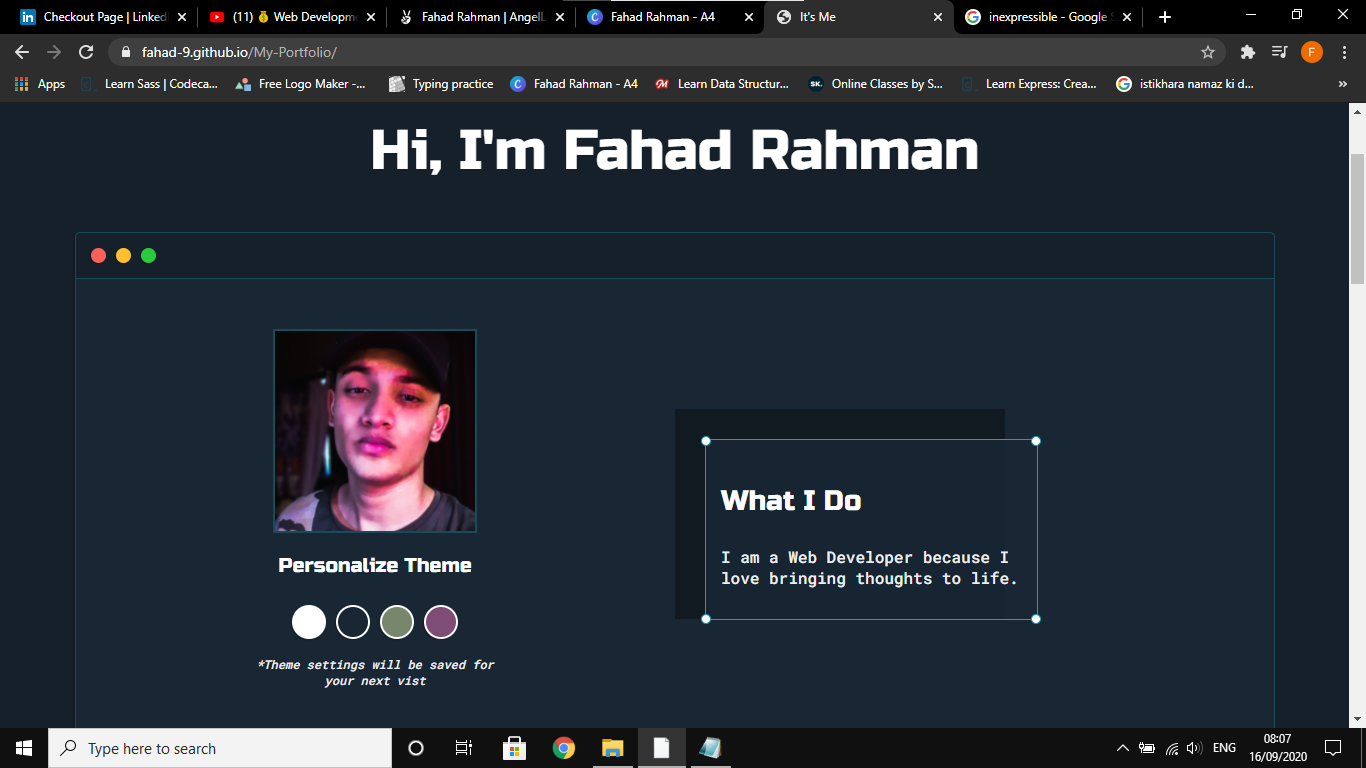 Checkout Page | Linked
(11) 💰 Web Developm
Fahad Rahman | AngelL
Fahad Rahman - A4
It's Me
inexpressible - Google S
fahad-9.github.io/My-Portfolio/
F
Apps
Learn Sass | Codeca...
Free Logo Maker -...
Typing practice
Fahad Rahman - A4
Learn Data Structur...
SK.
Online Classes by S...
Learn Express: Crea...
istikhara namaz ki d...
»
Hi, I'm Fahad Rahman
Personalize Theme
*Theme settings will be saved for
your next vist
What I Do
I am a Web Developer because I
love bringing thoughts to life.
Type here to search
ENG
08:07
16/09/2020